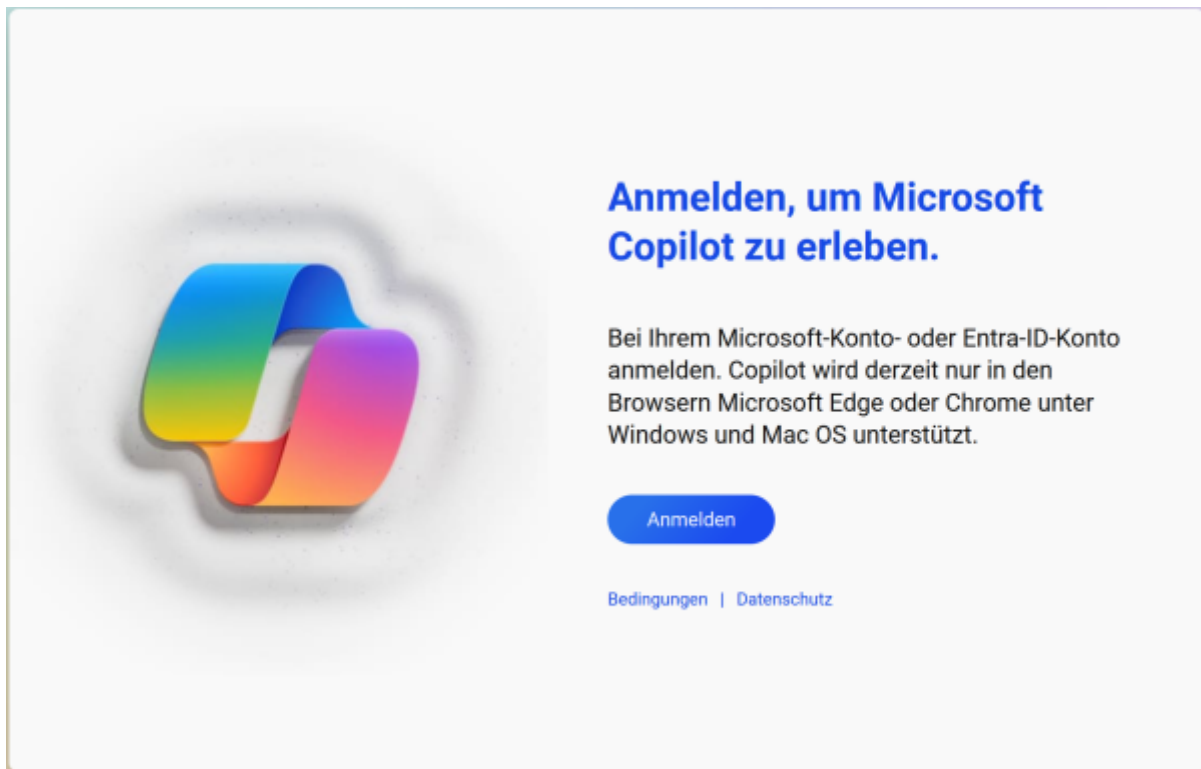 Anmelden, um Microsoft
Copilot zu erleben.
Bei Ihrem Microsoft-Konto- oder Entra-ID-Konto
anmelden. Copilot wird derzeit nur in den
Browsern Microsoft Edge oder Chrome unter
Windows und Mac OS unterstützt.
Anmelden
Bedingungen | Datenschutz